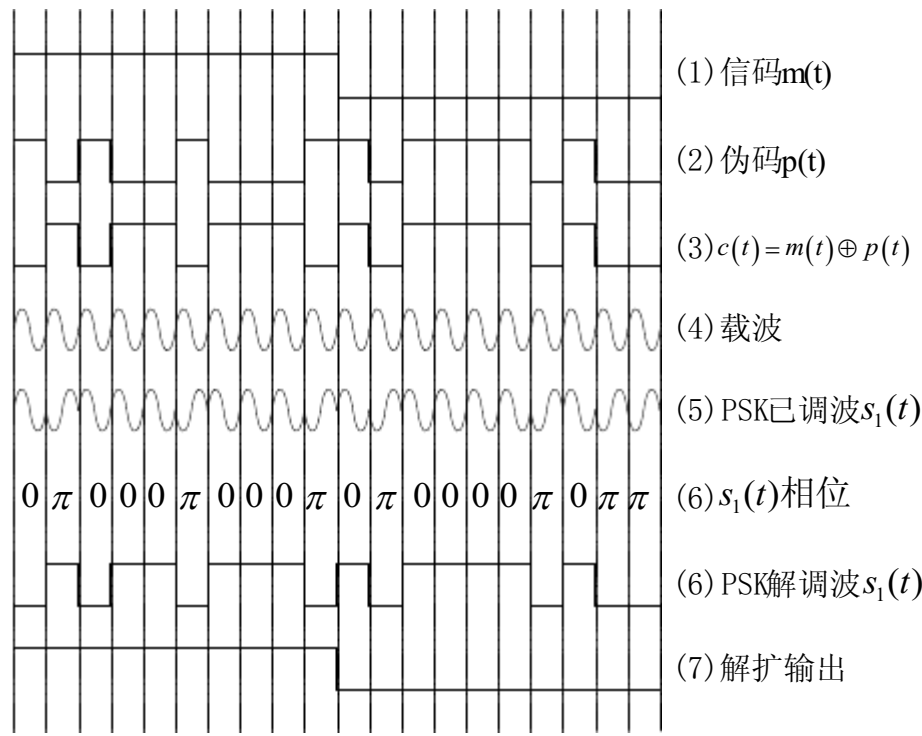 (1)信码m(t)
(2)伪码p(t)
(3)c(t)=m(t)⊕p(t)
(4)载波
(5)PSK已调波s₁(t)
0 π 0 0 0 π 0 0 0 π 0 π 0 0 0 0 π 0 π π (6)s₁(t)相位
(6)PSK解调波s₁(t)
(7)解扩输出